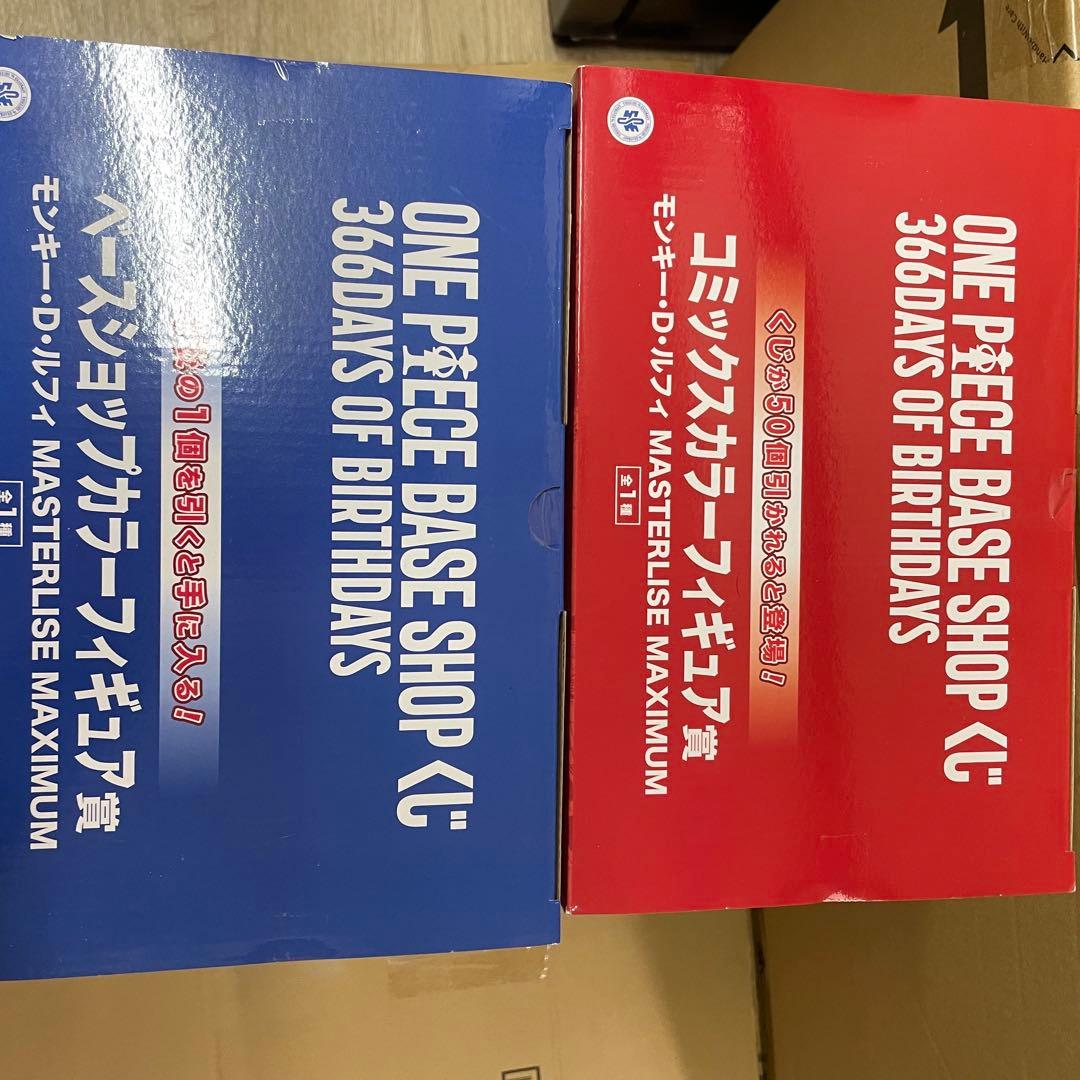 ONE PIECE BASE SHOP くじ
366DAYS OF BIRTHDAYS
の1個を引くと手に入る!
ベースショップカラーフィギュア賞
モンキー・D・ルフィ MASTERLISE MAXIMUM
全1種
ONE PIECE BASE SHOP くじ
366DAYS OF BIRTHDAYS
くじが50個引かれると登場!
コミックスカラーフィギュア賞
モンキー・D・ルフィ MASTERLISE MAXIMUM
全1種